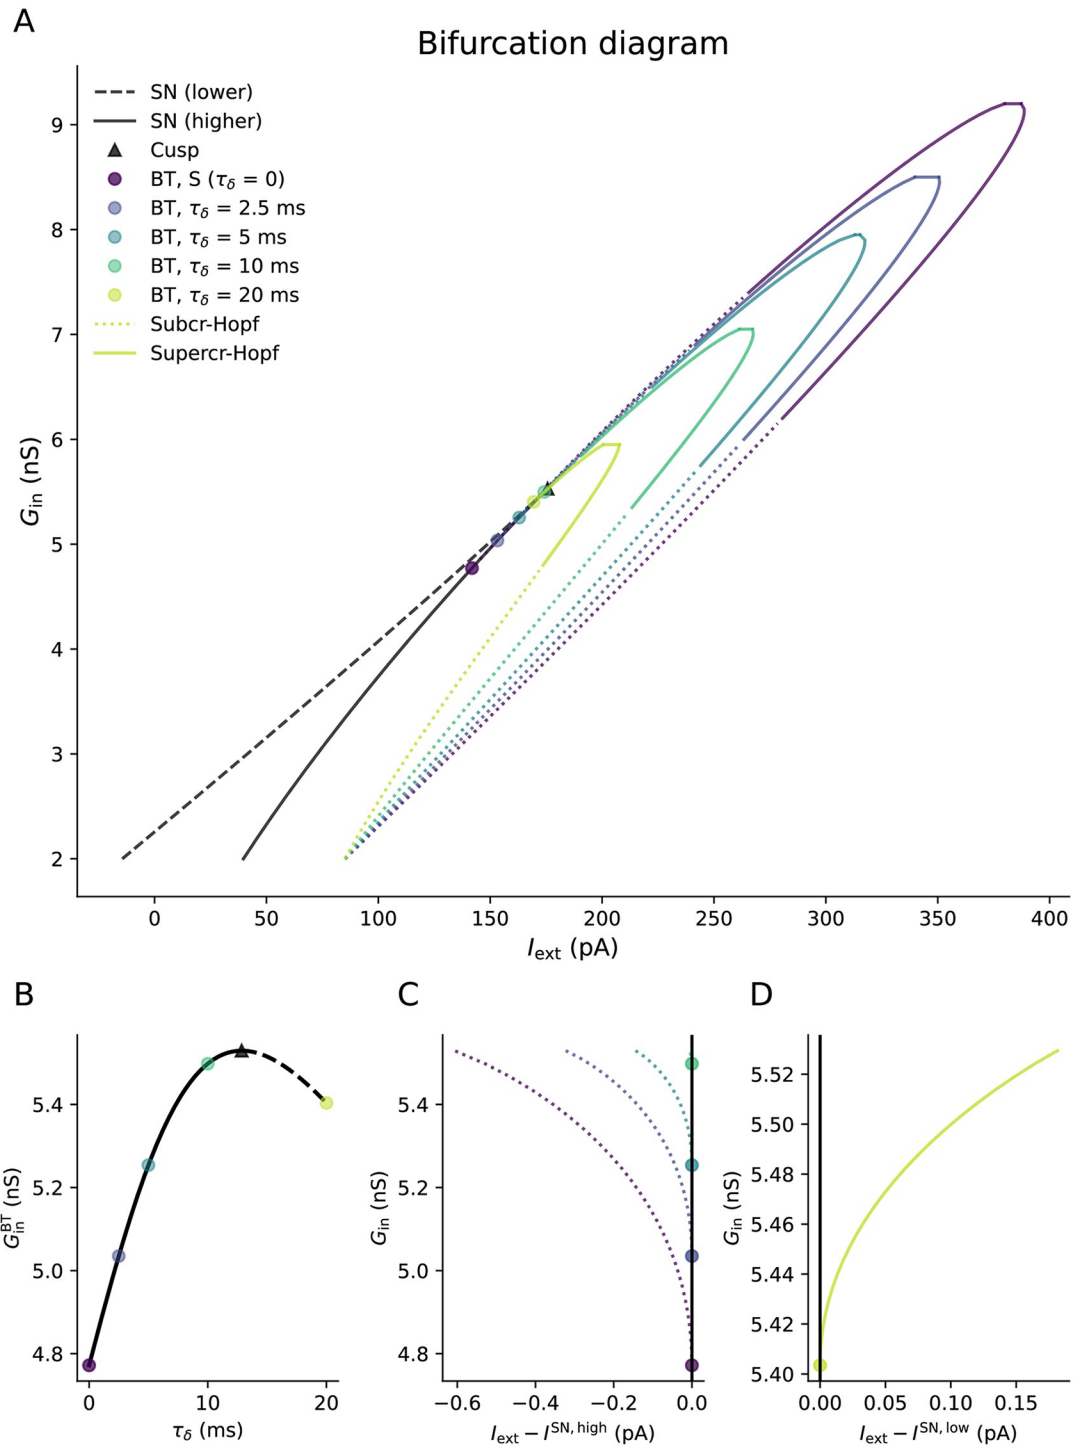 A
Bifurcation diagram
SN (lower)
SN (higher)
Cusp
BT, S (τδ = 0)
BT, τδ = 2.5 ms
BT, τδ = 5 ms
BT, τδ = 10 ms
BT, τδ = 20 ms
Subcr-Hopf
Supercr-Hopf
9
8
7
6
5
4
3
2
Gin (nS)
0 50 100 150 200 250 300 350 400
Iext (pA)
B
5.4
5.2
5.0
4.8
GinBT (nS)
0 10 20
τδ (ms)
C
5.4
5.2
5.0
4.8
Gin (nS)
−0.6 −0.4 −0.2 0.0
Iext − ISN, high (pA)
D
5.52
5.50
5.48
5.46
5.44
5.42
5.40
Gin (nS)
0.00 0.05 0.10 0.15
Iext − ISN, low (pA)